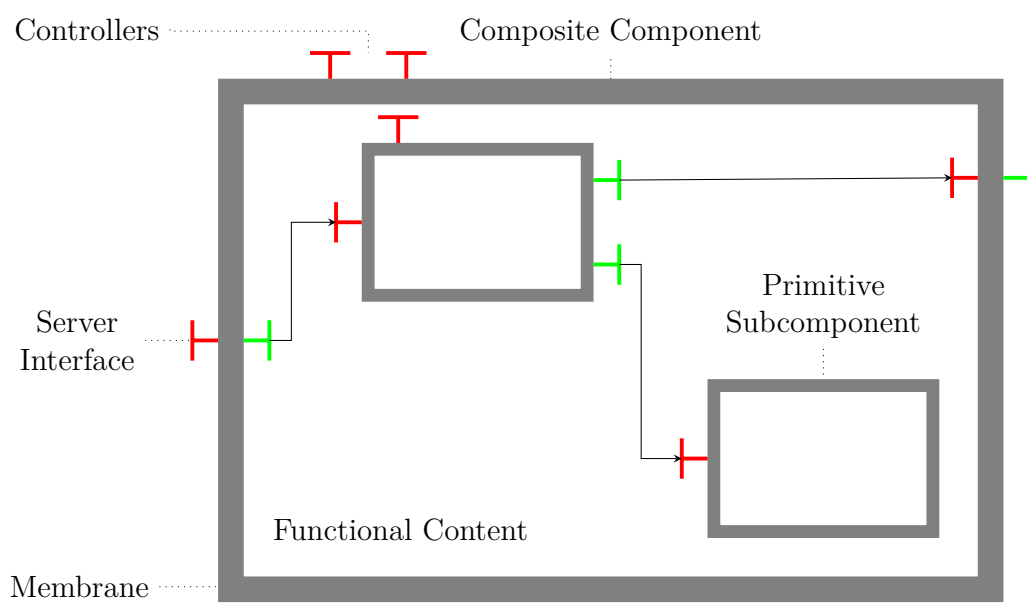 Controllers
Composite Component
Primitive
Subcomponent
Server
Interface
Functional Content
Membrane